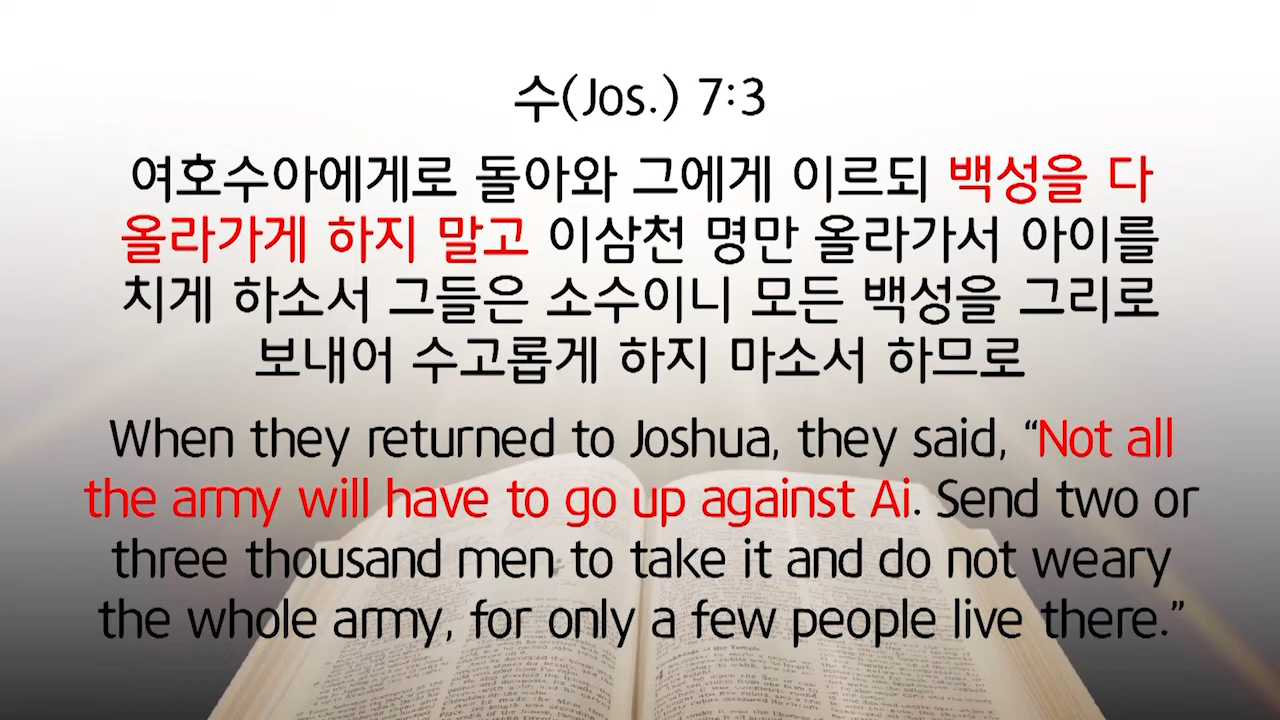 수(Jos.) 7:3
여호수아에게로 돌아와 그에게 이르되 백성을 다
올라가게 하지 말고 이삼천 명만 올라가서 아이를
치게 하소서 그들은 소수이니 모든 백성을 그리로
보내어 수고롭게 하지 마소서 하므로
When they returned to Joshua, they said, “Not all
the army will have to go up against Ai. Send two or
three thousand men to take it and do not weary
the whole army, for only a few people live there.”